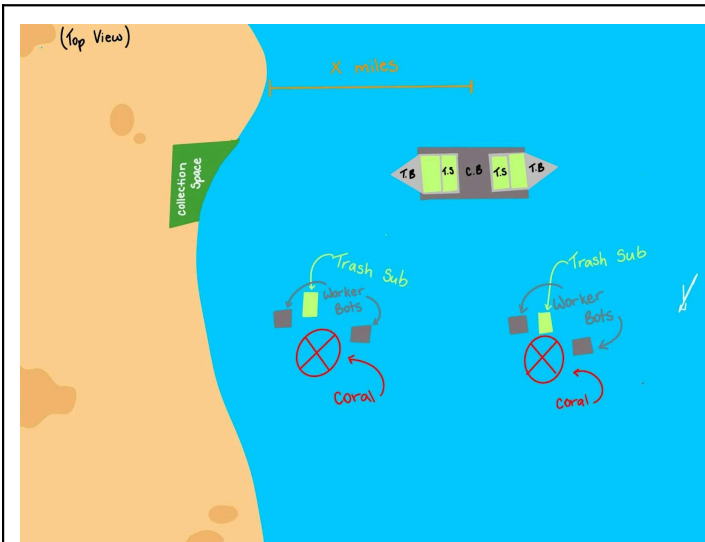 (Top View)
X miles
Collection
Space
T.B
T.S
C.B
T.S
T.B
Trash Sub
Worker
Bots
Coral
Trash Sub
Worker
Bots
Coral